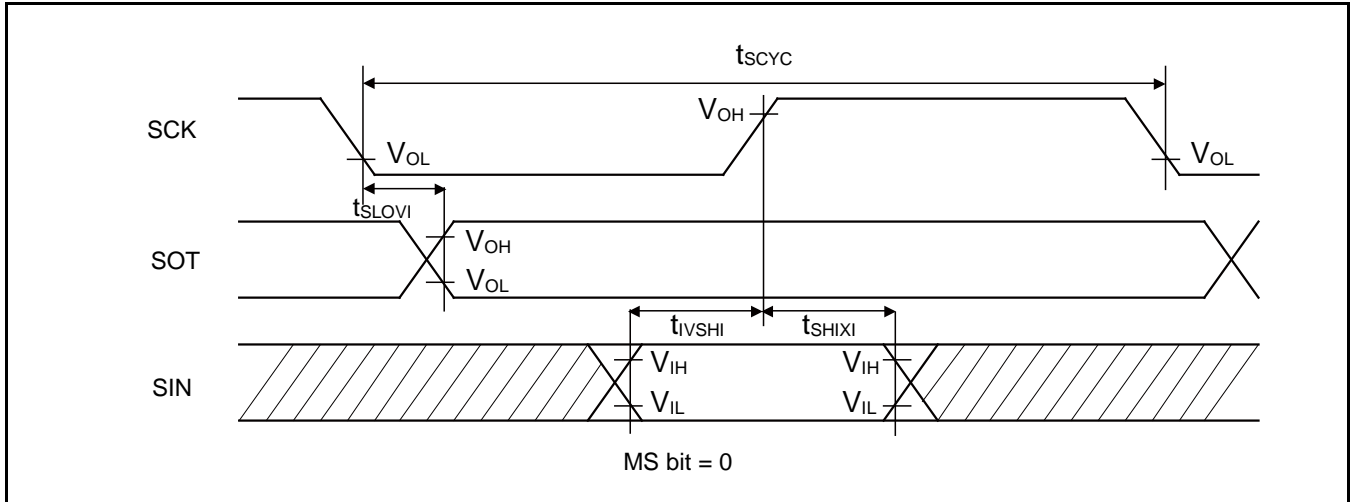 tSCYC
SCK
VOH
VOL
VOL
tSLOVI
SOT
VOH
VOL
tIVSHI
tSHIXI
SIN
VIH
VIH
VIL
VIL
MS bit = 0